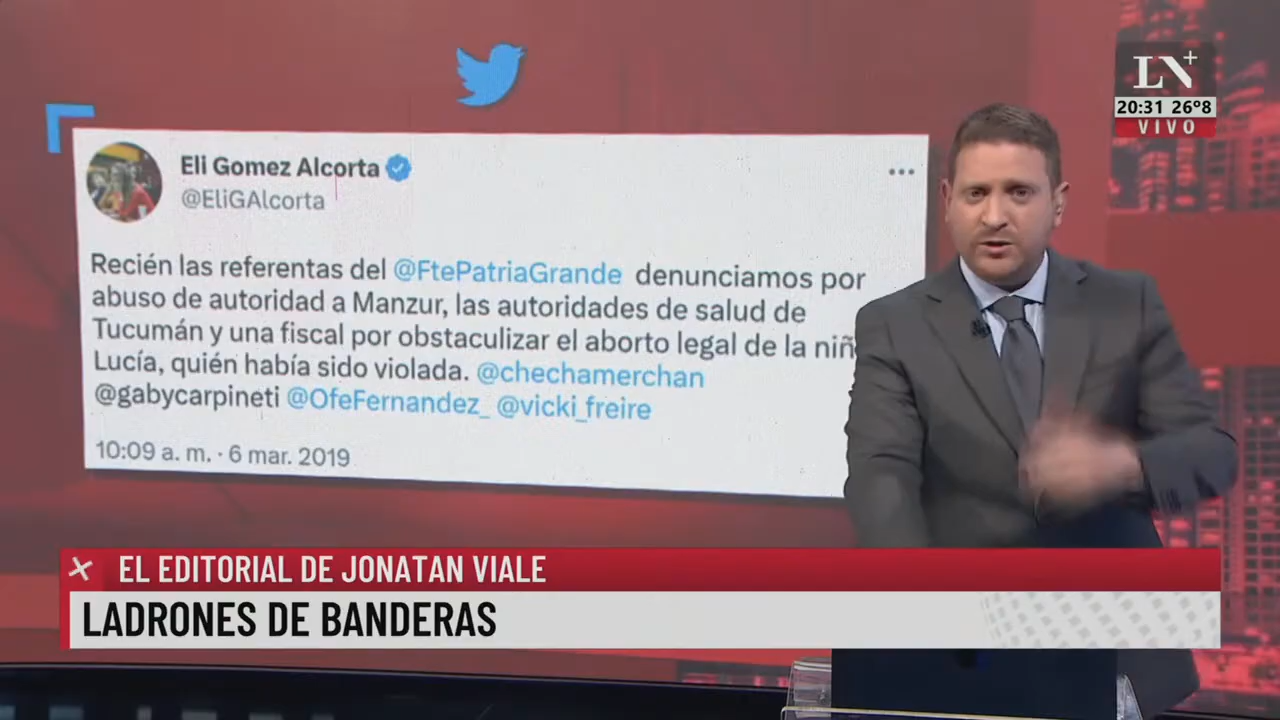 LN+
20:31 26º8
VIVO
Eli Gomez Alcorta
@EliGAlcorta
Recién las referentas del @FtePatriaGrande denunciamos por
abuso de autoridad a Manzur, las autoridades de salud de
Tucumán y una fiscal por obstaculizar el aborto legal de la niñ
Lucía, quién había sido violada. @chechamerchan
@gabycarpineti @OfeFernandez_ @vicki_freire
10:09 a. m. · 6 mar. 2019
EL EDITORIAL DE JONATAN VIALE
LADRONES DE BANDERAS